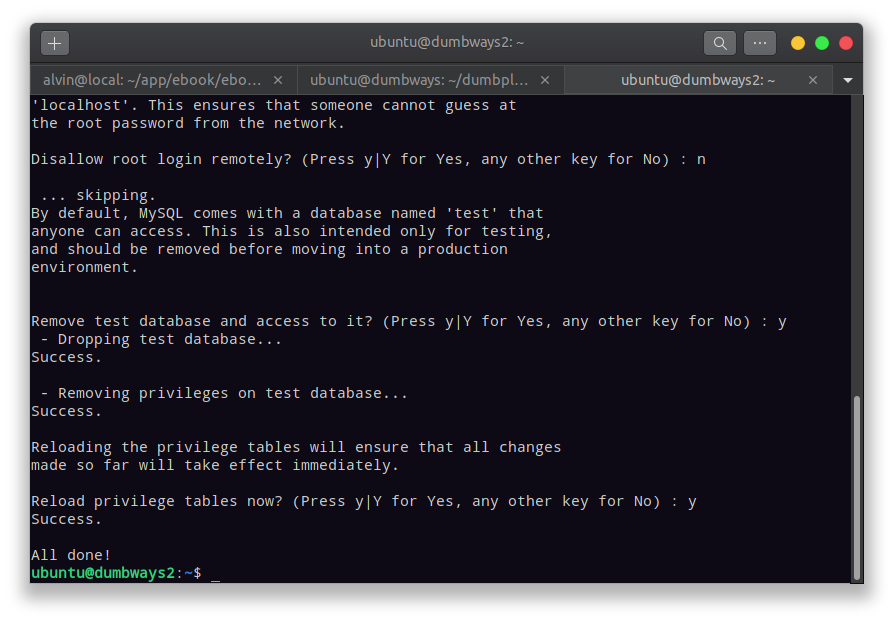 ubuntu@dumbways2: ~
alvin@local: ~/app/ebook/ebo...
ubuntu@dumbways: ~/dumbpl...
ubuntu@dumbways2: ~
'localhost'. This ensures that someone cannot guess at
the root password from the network.
Disallow root login remotely? (Press y|Y for Yes, any other key for No) : n
... skipping.
By default, MySQL comes with a database named 'test' that
anyone can access. This is also intended only for testing,
and should be removed before moving into a production
environment.
Remove test database and access to it? (Press y|Y for Yes, any other key for No) : y
- Dropping test database...
Success.
- Removing privileges on test database...
Success.
Reloading the privilege tables will ensure that all changes
made so far will take effect immediately.
Reload privilege tables now? (Press y|Y for Yes, any other key for No) : y
Success.
All done!
ubuntu@dumbways2:~$ _